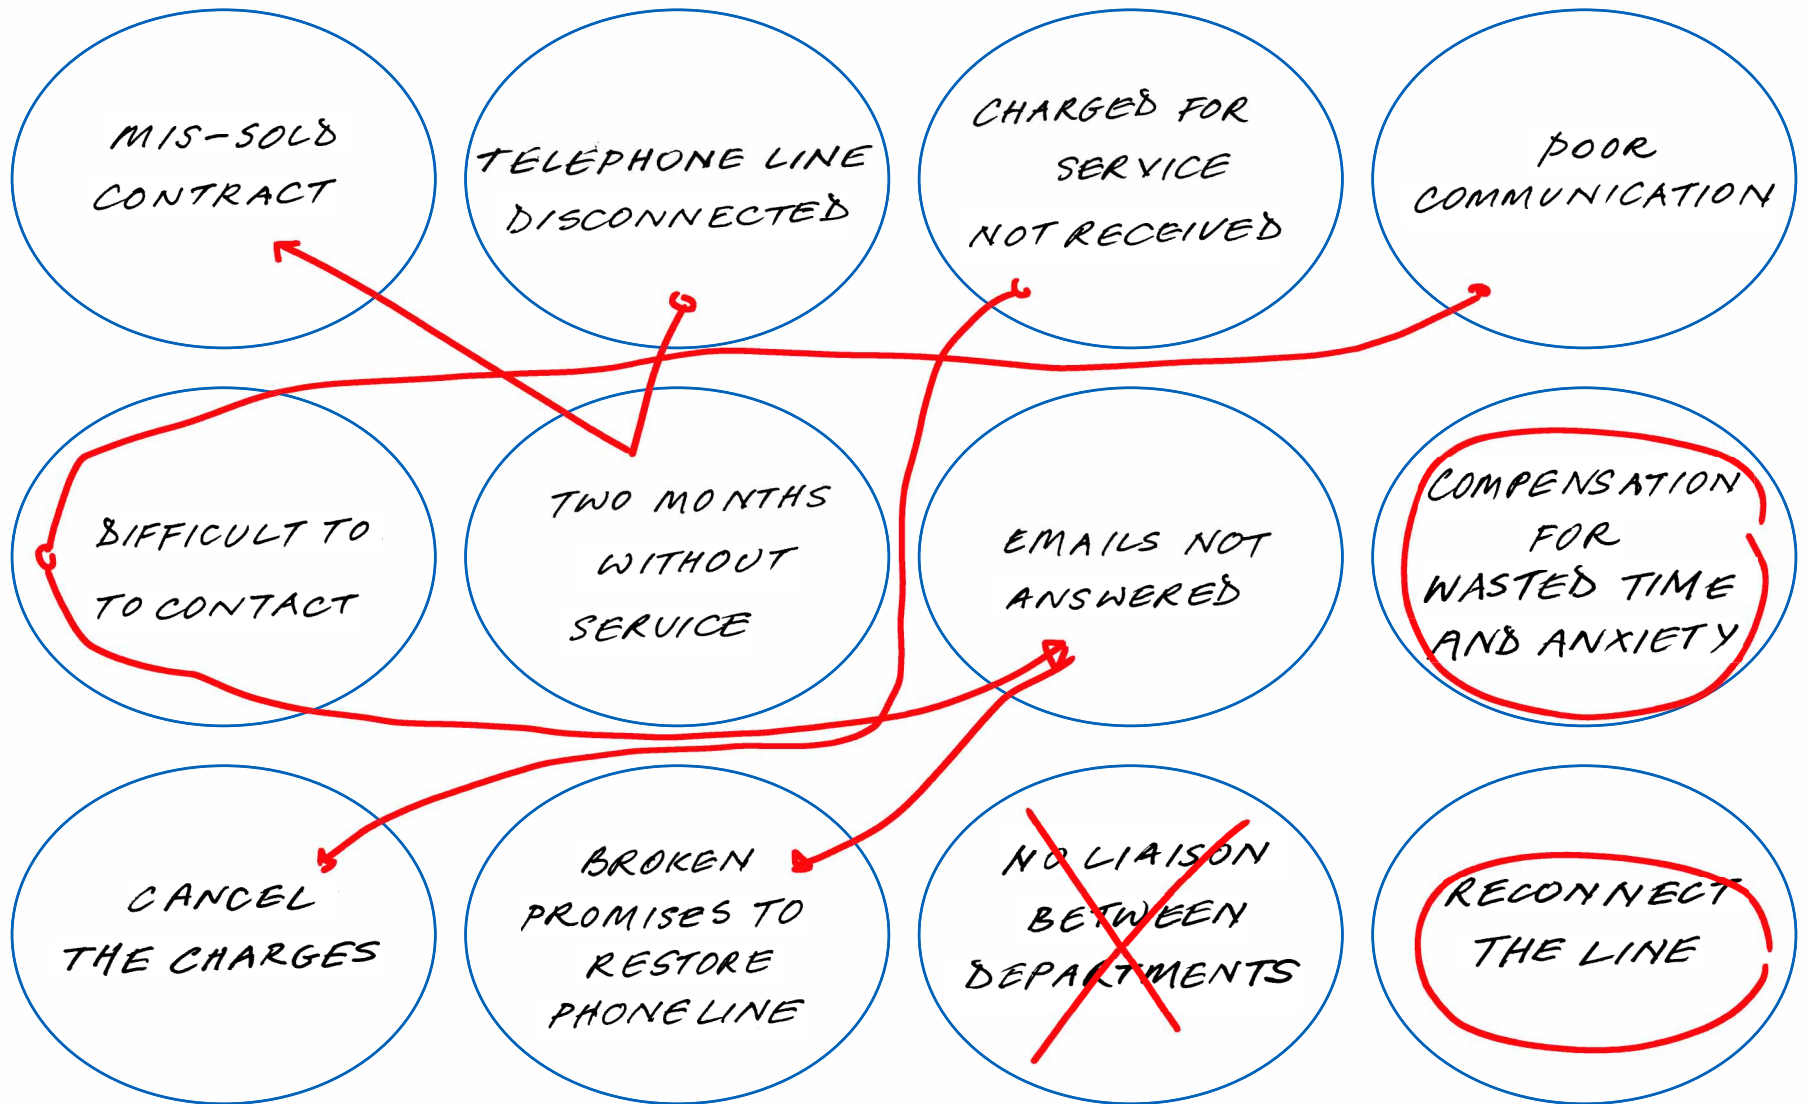 MIS-SOLD
CONTRACT
TELEPHONE LINE
DISCONNECTED
CHARGED FOR
SERVICE
NOT RECEIVED
POOR
COMMUNICATION
DIFFICULT TO
TO CONTACT
TWO MONTHS
WITHOUT
SERVICE
EMAILS NOT
ANSWERED
COMPENSATION
FOR
WASTED TIME
AND ANXIETY
CANCEL
THE CHARGES
BROKEN
PROMISES TO
RESTORE
PHONE LINE
NO LIAISON
BETWEEN
DEPARTMENTS
RECONNECT
THE LINE